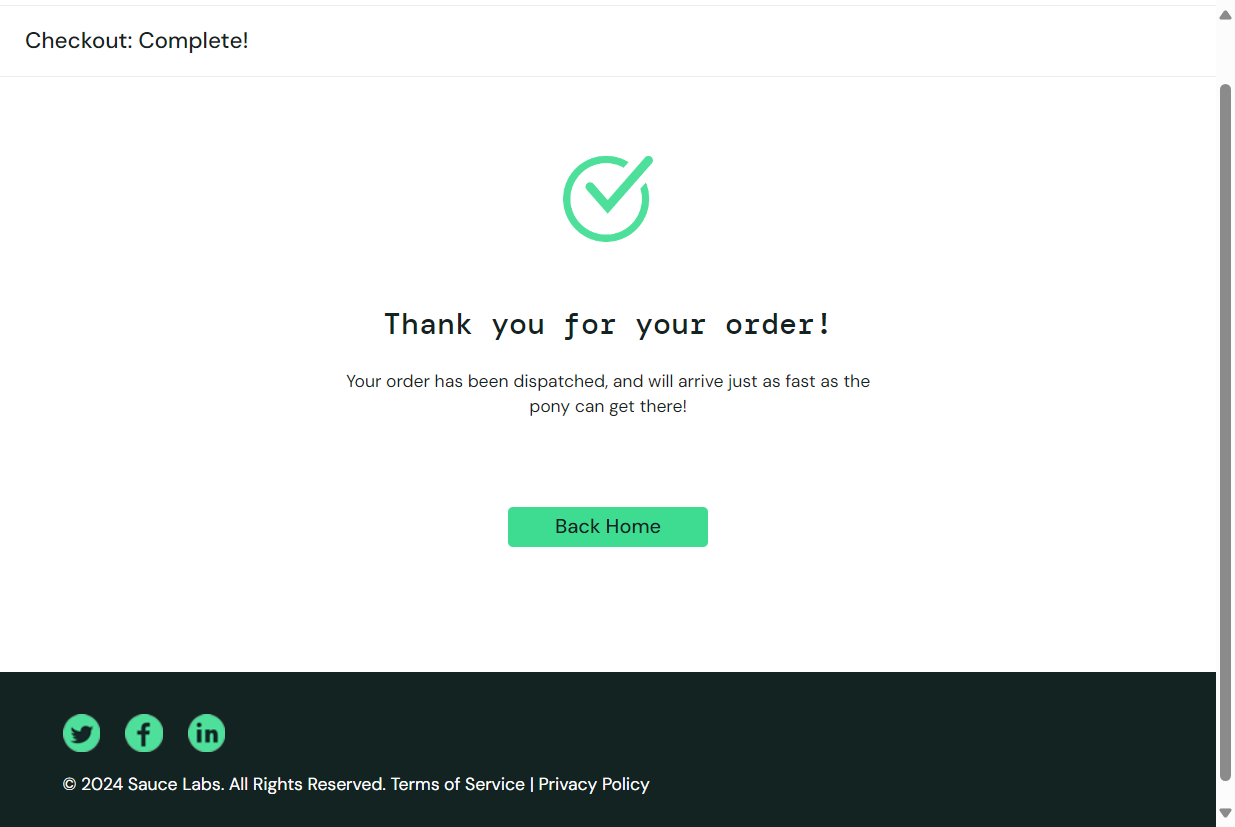 Checkout: Complete!
Thank you for your order!
Your order has been dispatched, and will arrive just as fast as the
pony can get there!
Back Home
© 2024 Sauce Labs. All Rights Reserved. Terms of Service | Privacy Policy